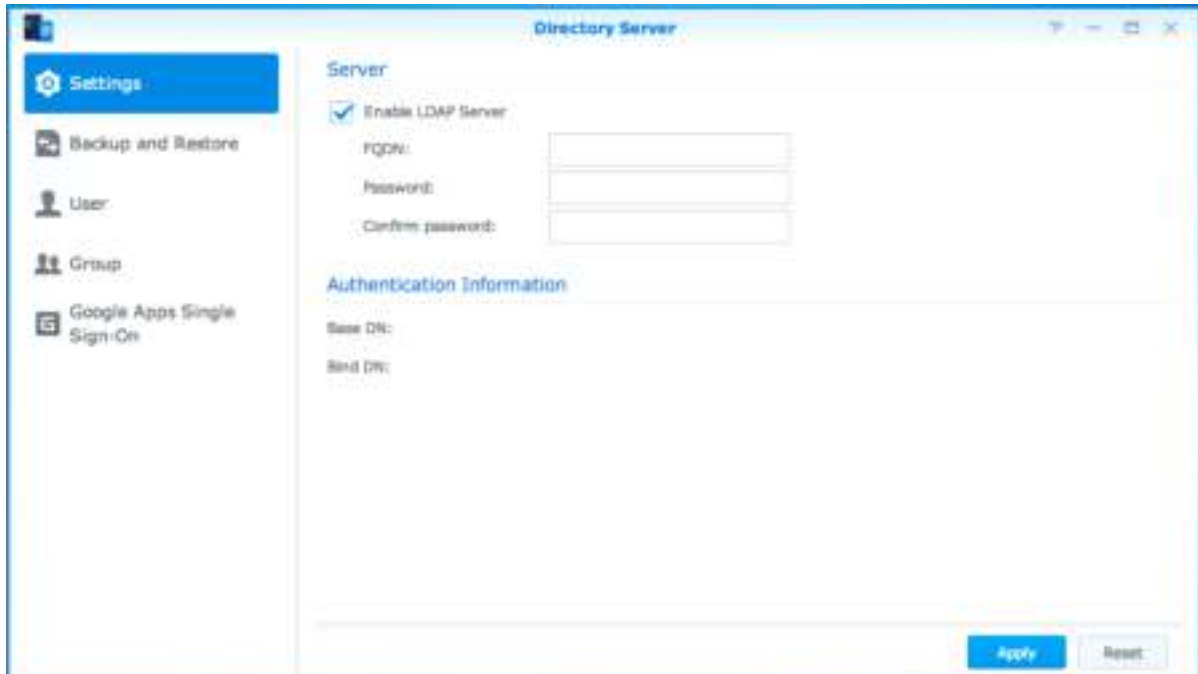 Directory Server
Settings
Backup and Restore
User
Group
Google Apps Single
Sign-On
Server
Enable LDAP Server
FQDN:
Password:
Confirm password:
Authentication Information
Base DN:
Bind DN:
Apply
Reset